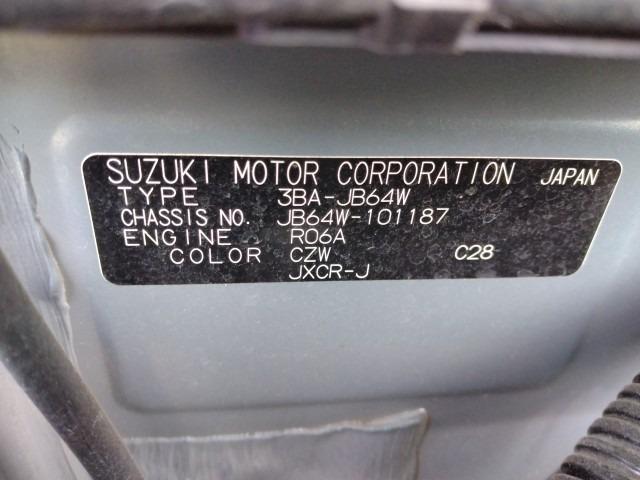 SUZUKI MOTOR CORPORATION JAPAN
TYPE 3BA-JB64W
CHASSIS NO. JB64W-101187
ENGINE R06A
COLOR CZW C28
JXCR-J